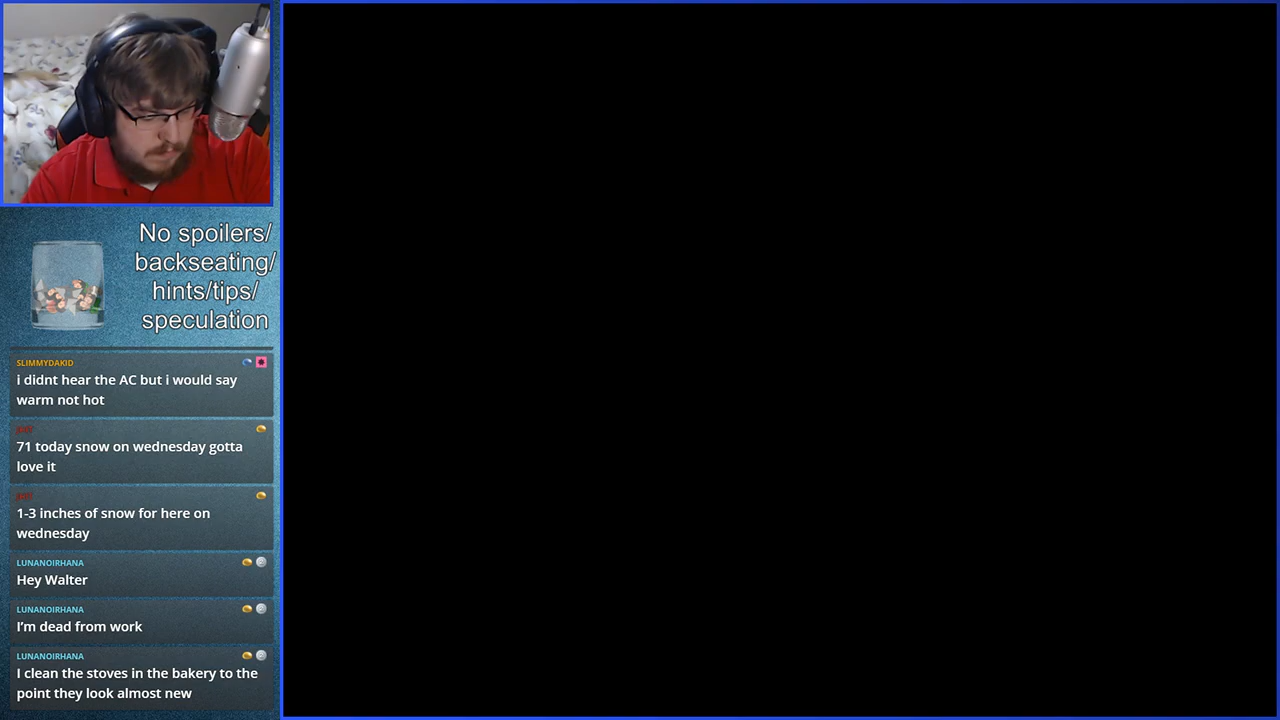 No spoilers/
backseating/
hints/tips/
speculation
SLIMMYDAKID
i didnt hear the AC but i would say
warm not hot
71 today snow on wednesday gotta
love it
1-3 inches of snow for here on
wednesday
LUNANOIRHANA
Hey Walter
LUNANOIRHANA
I’m dead from work
LUNANOIRHANA
I clean the stoves in the bakery to the
point they look almost new